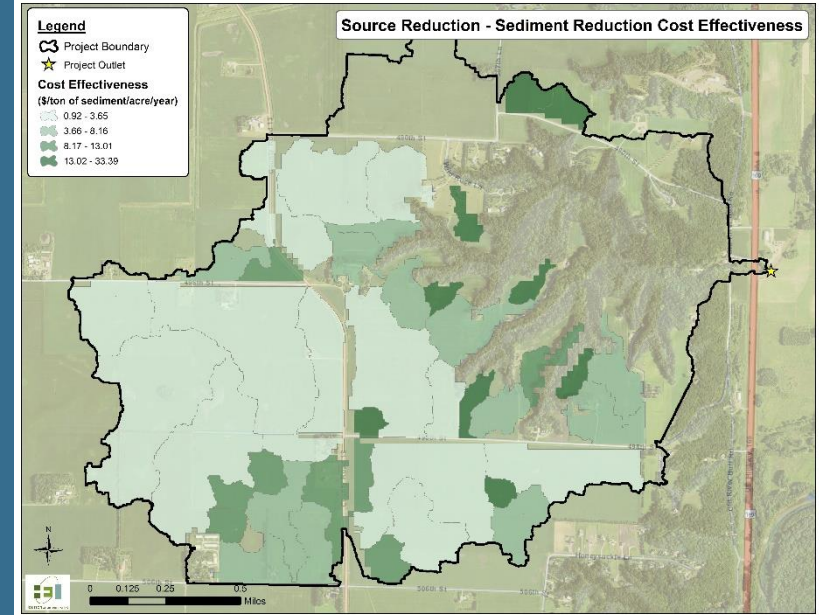 Source Reduction - Sediment Reduction Cost Effectiveness
Legend
Project Boundary
Project Outlet
Cost Effectiveness
($/ton of sediment/acre/year)
0.92 - 3.65
3.66 - 8.16
8.17 - 13.01
13.02 - 33.39
N
0 0.125 0.25 0.5
Miles